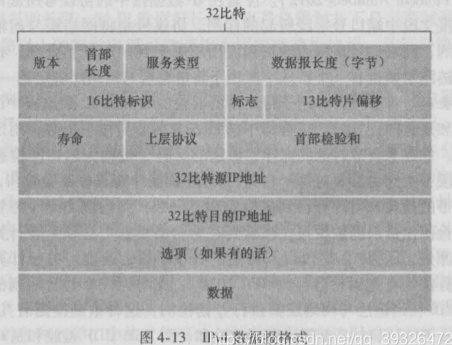 32比特
版本 首部长度 服务类型 数据报长度（字节）
16比特标识 标志 13比特片偏移
寿命 上层协议 首部检验和
32比特源IP地址
32比特目的IP地址
选项（如果有的话）
数据
图 4-13 IPv4 数据报格式
https://blog.csdn.net/qq_39326472